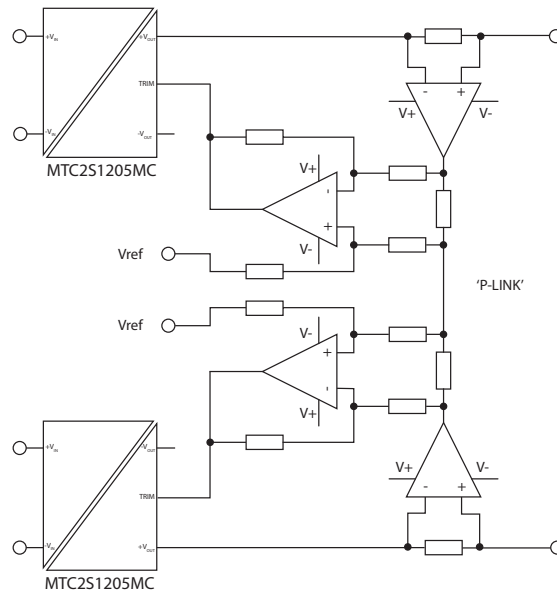 +VIN
+VOUT
- +
TRIM
V+ V-
-VIN
-VOUT
MTC2S1205MC
V+
-
+
Vref
V-
'P-LINK'
Vref
V-
+
-
V+
+VIN
-VOUT
V+ V-
TRIM
- +
-VIN
+VOUT
MTC2S1205MC